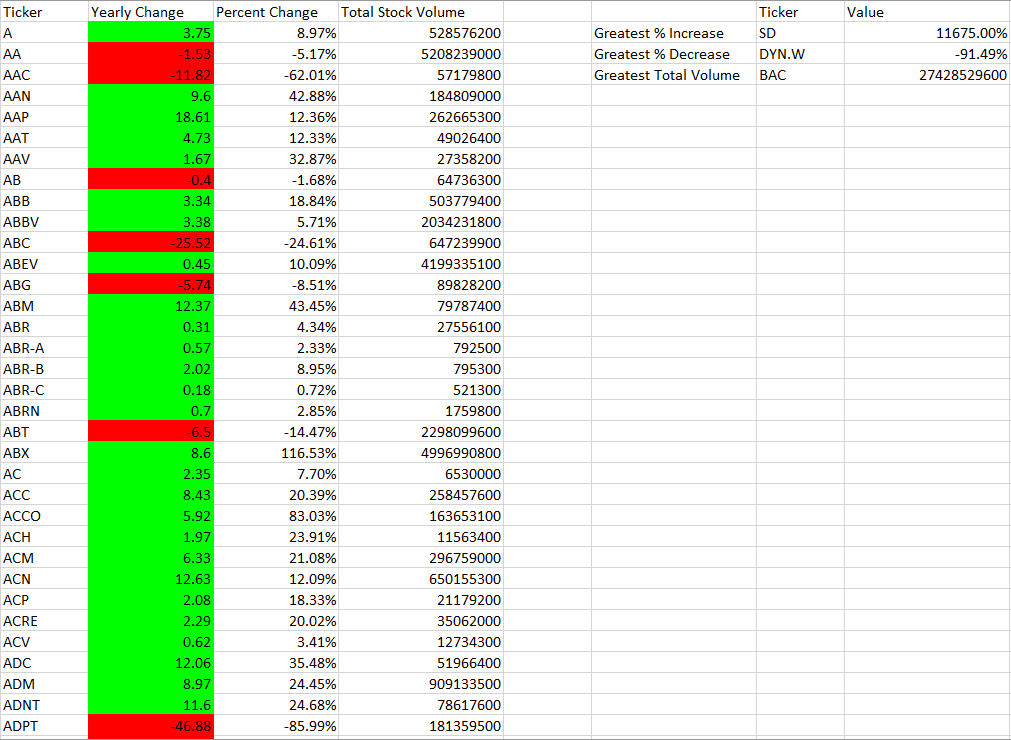 Ticker Yearly Change Percent Change Total Stock Volume Ticker Value
A 3.75 8.97% 528576200 Greatest % Increase SD 11675.00%
AA -1.53 -5.17% 5208239000 Greatest % Decrease DYN.W -91.49%
AAC -11.82 -62.01% 57179800 Greatest Total Volume BAC 27428529600
AAN 9.6 42.88% 184809000
AAP 18.61 12.36% 262665300
AAT 4.73 12.33% 49026400
AAV 1.67 32.87% 27358200
AB -0.4 -1.68% 64736300
ABB 3.34 18.84% 503779400
ABBV 3.38 5.71% 2034231800
ABC -25.52 -24.61% 647239900
ABEV 0.45 10.09% 4199335100
ABG -5.74 -8.51% 89828200
ABM 12.37 43.45% 79787400
ABR 0.31 4.34% 27556100
ABR-A 0.57 2.33% 792500
ABR-B 2.02 8.95% 795300
ABR-C 0.18 0.72% 521300
ABRN 0.7 2.85% 1759800
ABT -6.5 -14.47% 2298099600
ABX 8.6 116.53% 4996990800
AC 2.35 7.70% 6530000
ACC 8.43 20.39% 258457600
ACCO 5.92 83.03% 163653100
ACH 1.97 23.91% 11563400
ACM 6.33 21.08% 296759000
ACN 12.63 12.09% 650155300
ACP 2.08 18.33% 21179200
ACRE 2.29 20.02% 35062000
ACV 0.62 3.41% 12734300
ADC 12.06 35.48% 51966400
ADM 8.97 24.45% 909133500
ADNT 11.6 24.68% 78617600
ADPT -46.88 -85.99% 181359500